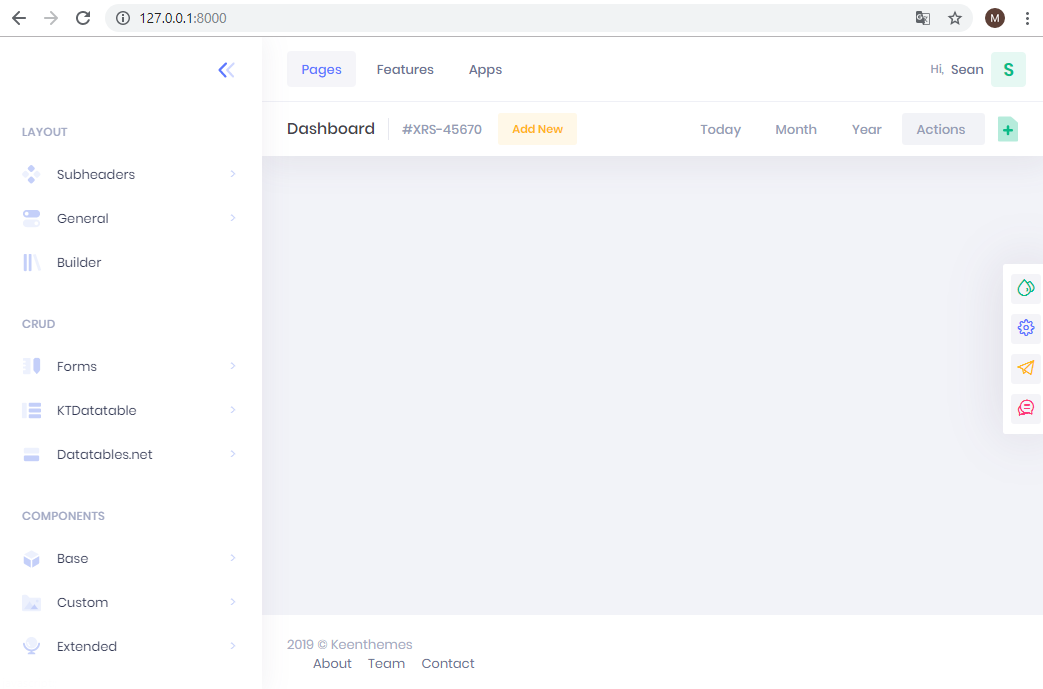 127.0.0.1:8000
M
Pages Features Apps
Hi, Sean S
Dashboard #XRS-45670 Add New
Today Month Year Actions
LAYOUT
Subheaders
General
Builder
CRUD
Forms
KTDatatable
Datatables.net
COMPONENTS
Base
Custom
Extended
2019 © Keenthemes
About Team Contact